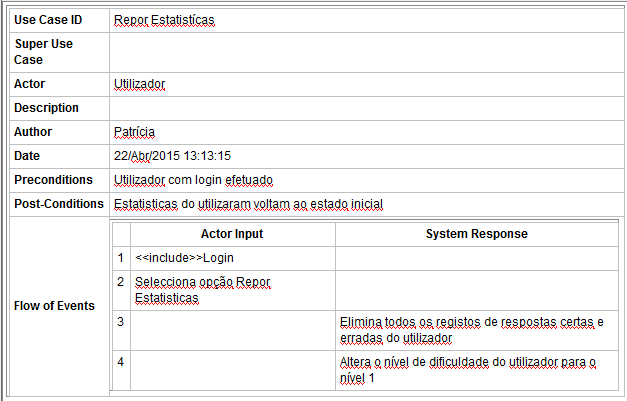 Use Case ID Repor Estatistícas
Super Use
Case
Actor Utilizador
Description
Author Patrícia
Date 22/Abr/2015 13:13:15
Preconditions Utilizador com login efetuado
Post-Conditions Estatisticas do utilizaram voltam ao estado inicial
Flow of Events
Actor Input System Response
1 <<include>>Login
2 Selecciona opção Repor
Estatisticas
3 Elimina todos os registos de respostas certas e
erradas do utilizador
4 Altera o nível de dificuldade do utilizador para o
nível 1